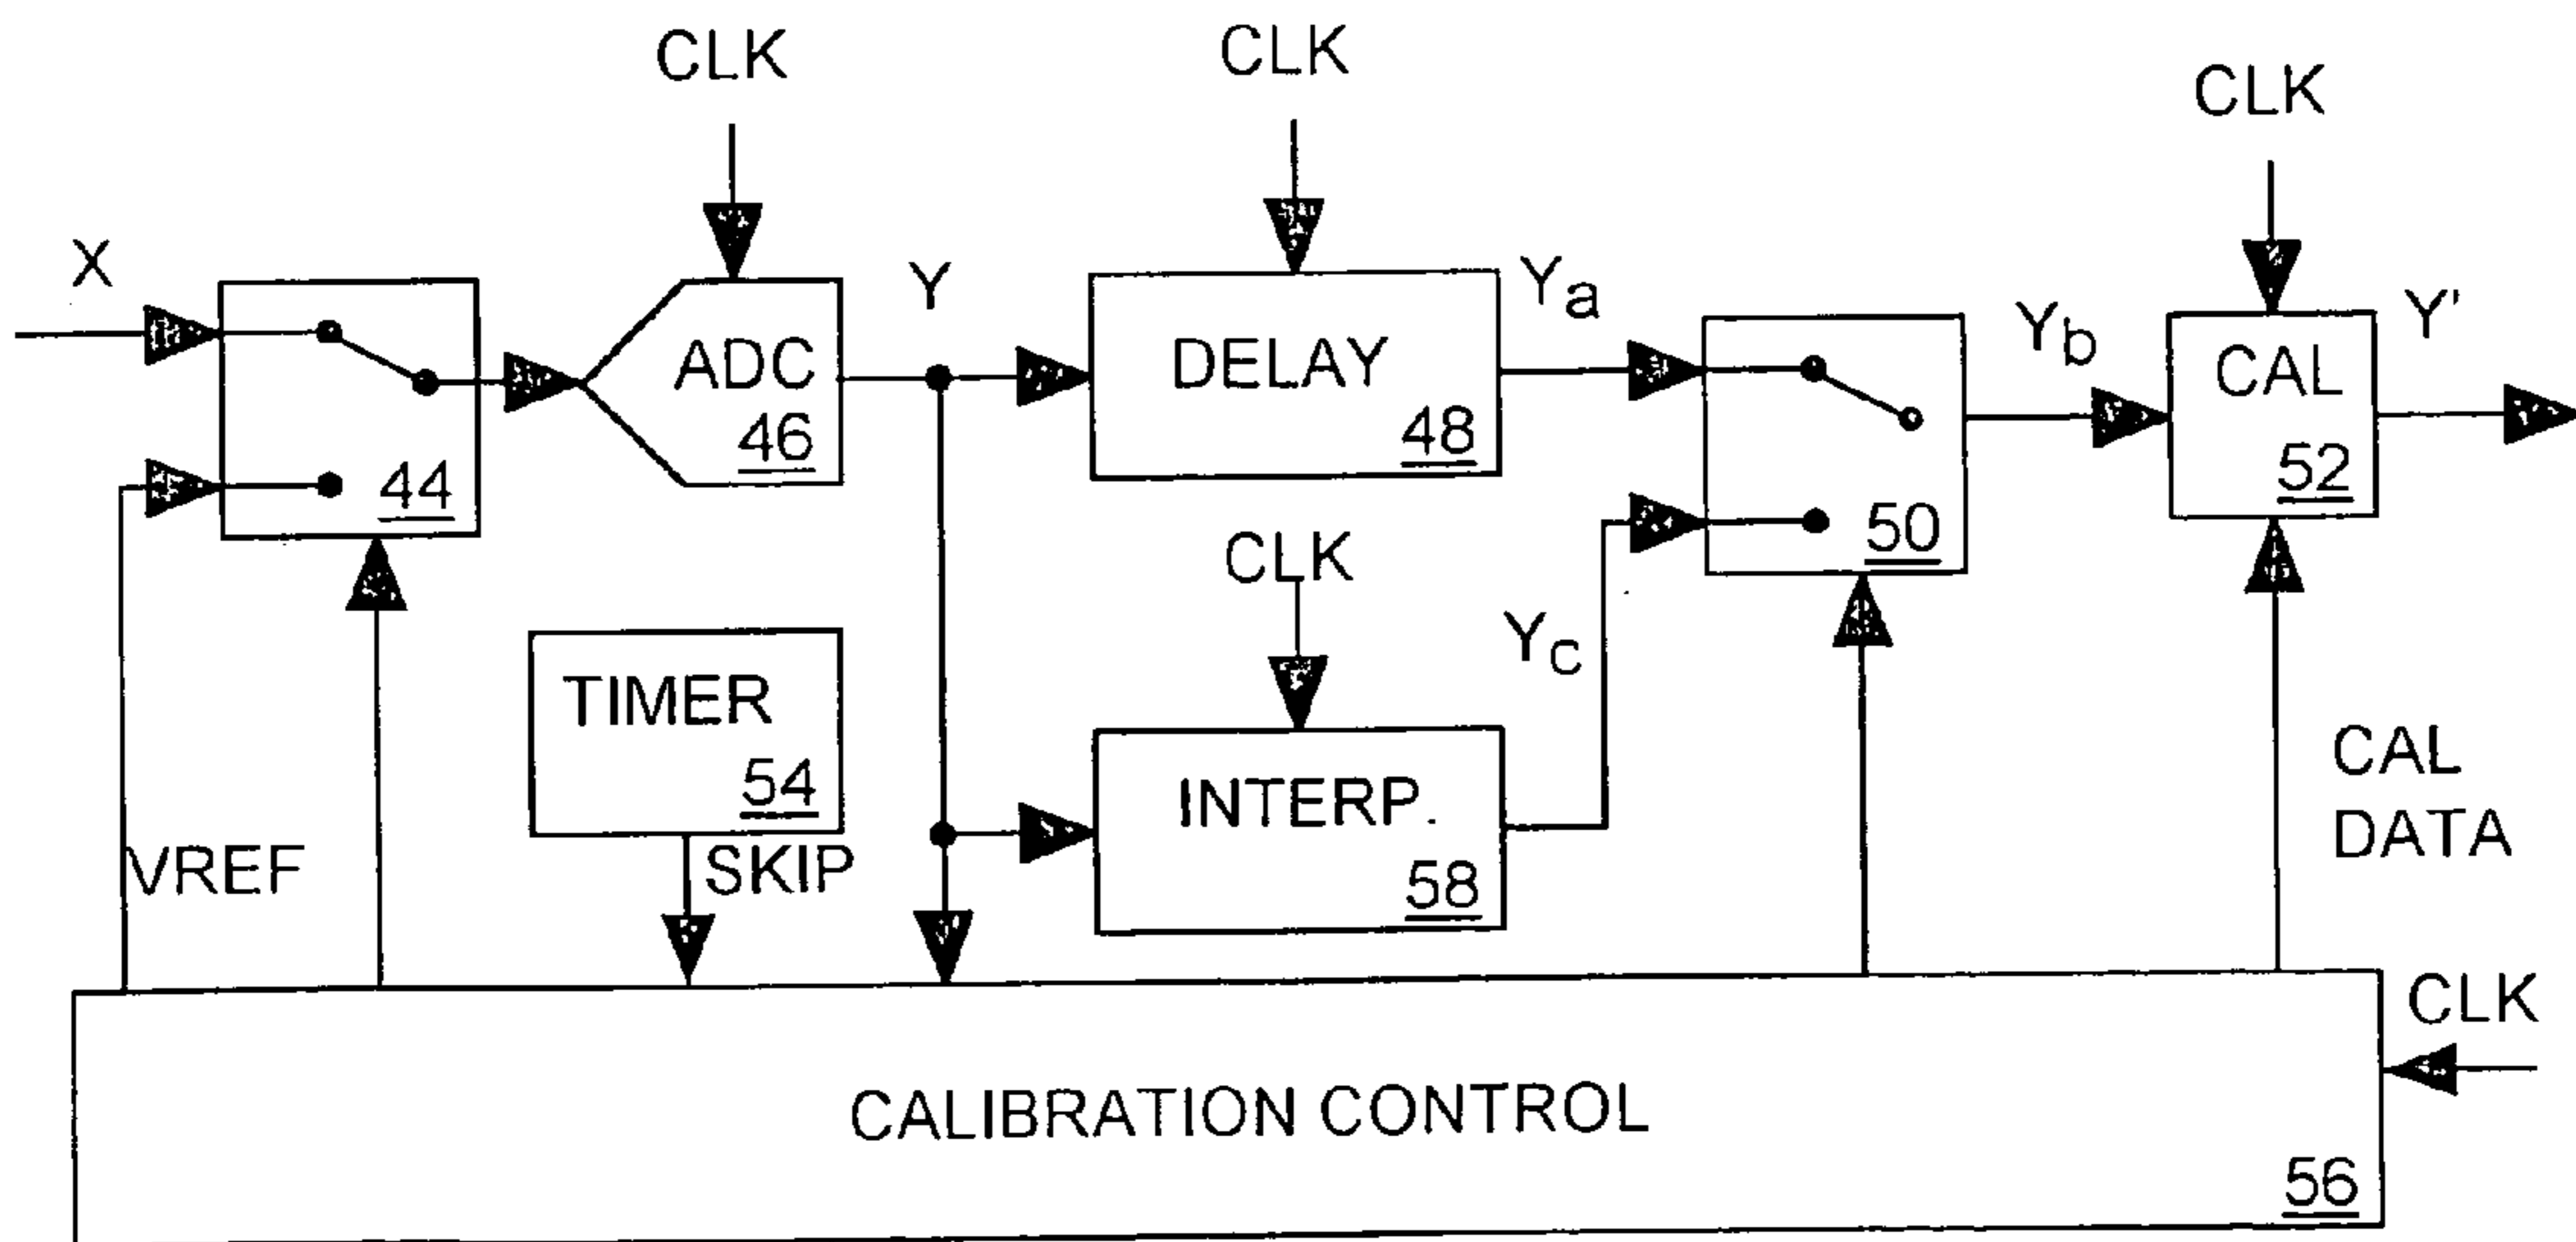 CLK
CLK
CLK
X
Y
Ya
Yb
Y'
ADC
46
DELAY
48
CAL
52
44
50
CLK
Yc
TIMER
54
INTERP.
58
CAL
DATA
VREF
SKIP
CLK
CALIBRATION CONTROL
56